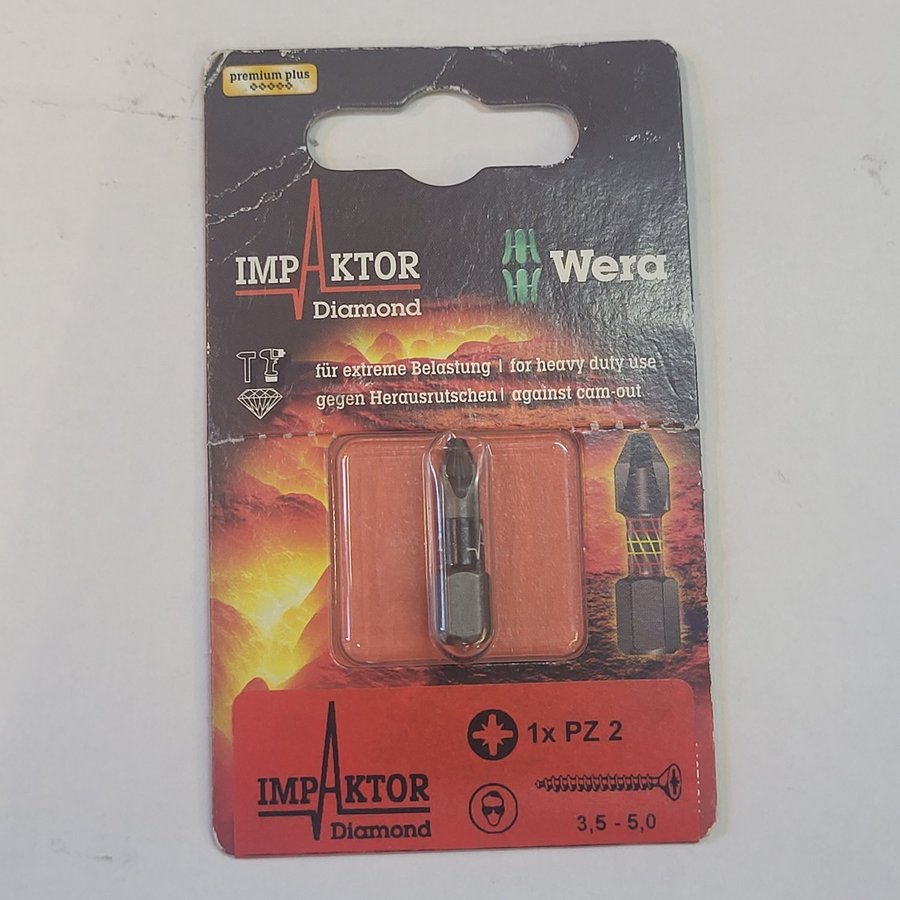 premium plus
IMPAKTOR
Diamond
Wera
für extreme Belastung | for heavy duty use
gegen Herausrutschen | against cam-out
1x PZ 2
IMPAKTOR
Diamond
3,5 - 5,0